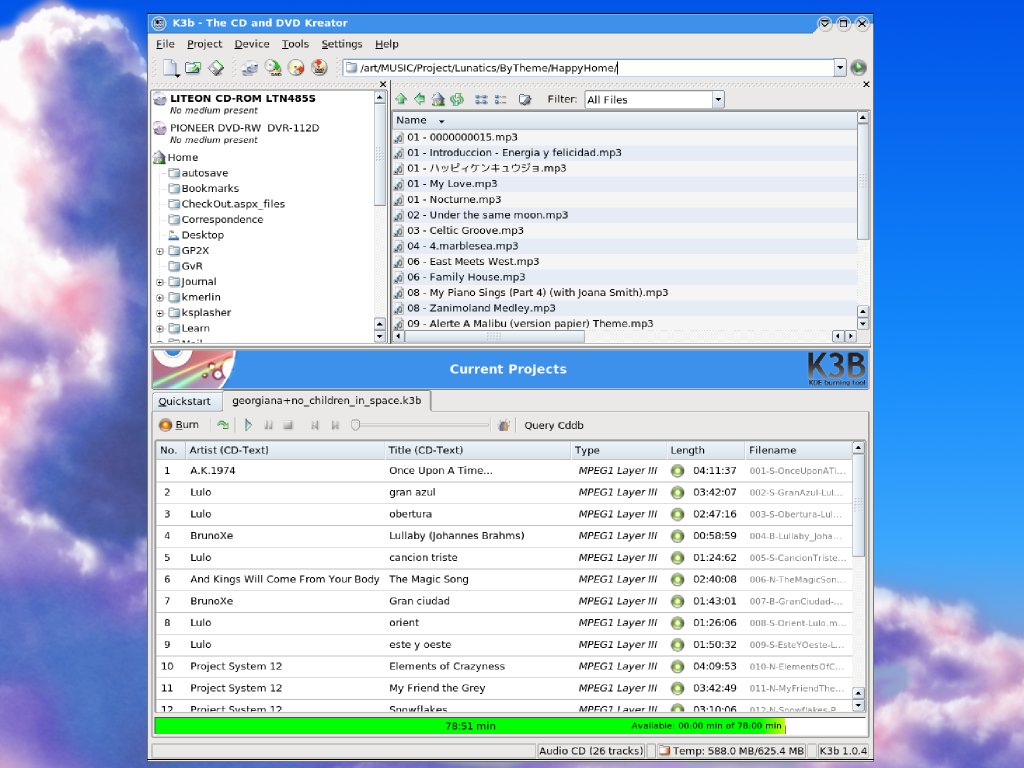 K3b - The CD and DVD Kreator
File Project Device Tools Settings Help
/art/MUSIC/Project/Lunatics/ByTheme/HappyHome/
LITEON CD-ROM LTN485S
No medium present
PIONEER DVD-RW DVR-112D
No medium present
Home
autosave
Bookmarks
CheckOut.aspx_files
Correspondence
Desktop
GP2X
GvR
Journal
kmerlin
ksplasher
Learn
Filter: All Files
Name
01 - 0000000015.mp3
01 - Introduccion - Energia y felicidad.mp3
01 - ハッピィケンキュウジョ.mp3
01 - My Love.mp3
01 - Nocturne.mp3
02 - Under the same moon.mp3
03 - Celtic Groove.mp3
04 - 4.marblesea.mp3
06 - East Meets West.mp3
06 - Family House.mp3
08 - My Piano Sings (Part 4) (with Joana Smith).mp3
08 - Zanimoland Medley.mp3
09 - Alerte A Malibu (version papier) Theme.mp3
Current Projects
K3B
KDE burning tool
Quickstart georgiana+no_children_in_space.k3b
Burn Query Cddb
No. Artist (CD-Text) Title (CD-Text) Type Length Filename
1 A.K.1974 Once Upon A Time... MPEG1 Layer III 04:11:37 001-S-OnceUponATi...
2 Lulo gran azul MPEG1 Layer III 03:42:07 002-S-GranAzul-Lul...
3 Lulo obertura MPEG1 Layer III 02:47:16 003-S-Obertura-Lul...
4 BrunoXe Lullaby (Johannes Brahms) MPEG1 Layer III 00:58:59 004-B-Lullaby_Joha...
5 Lulo cancion triste MPEG1 Layer III 01:24:62 005-S-CancionTriste...
6 And Kings Will Come From Your Body The Magic Song MPEG1 Layer III 02:40:08 006-N-TheMagicSon...
7 BrunoXe Gran ciudad MPEG1 Layer III 01:43:01 007-B-GranCiudad-...
8 Lulo orient MPEG1 Layer III 01:26:06 008-S-Orient-Lulo.m...
9 Lulo este y oeste MPEG1 Layer III 01:50:32 009-S-EsteYOeste-L...
10 Project System 12 Elements of Crazyness MPEG1 Layer III 04:09:53 010-N-ElementsOfC...
11 Project System 12 My Friend the Grey MPEG1 Layer III 03:42:49 011-N-MyFriendThe...
12 Project System 12 Snowflakes MPEG1 Layer III 03:10:06 012-N-Snowflakes-P...
78:51 min Available: 00:00 min of 78:00 min
Audio CD (26 tracks) Temp: 588.0 MB/625.4 MB K3b 1.0.4